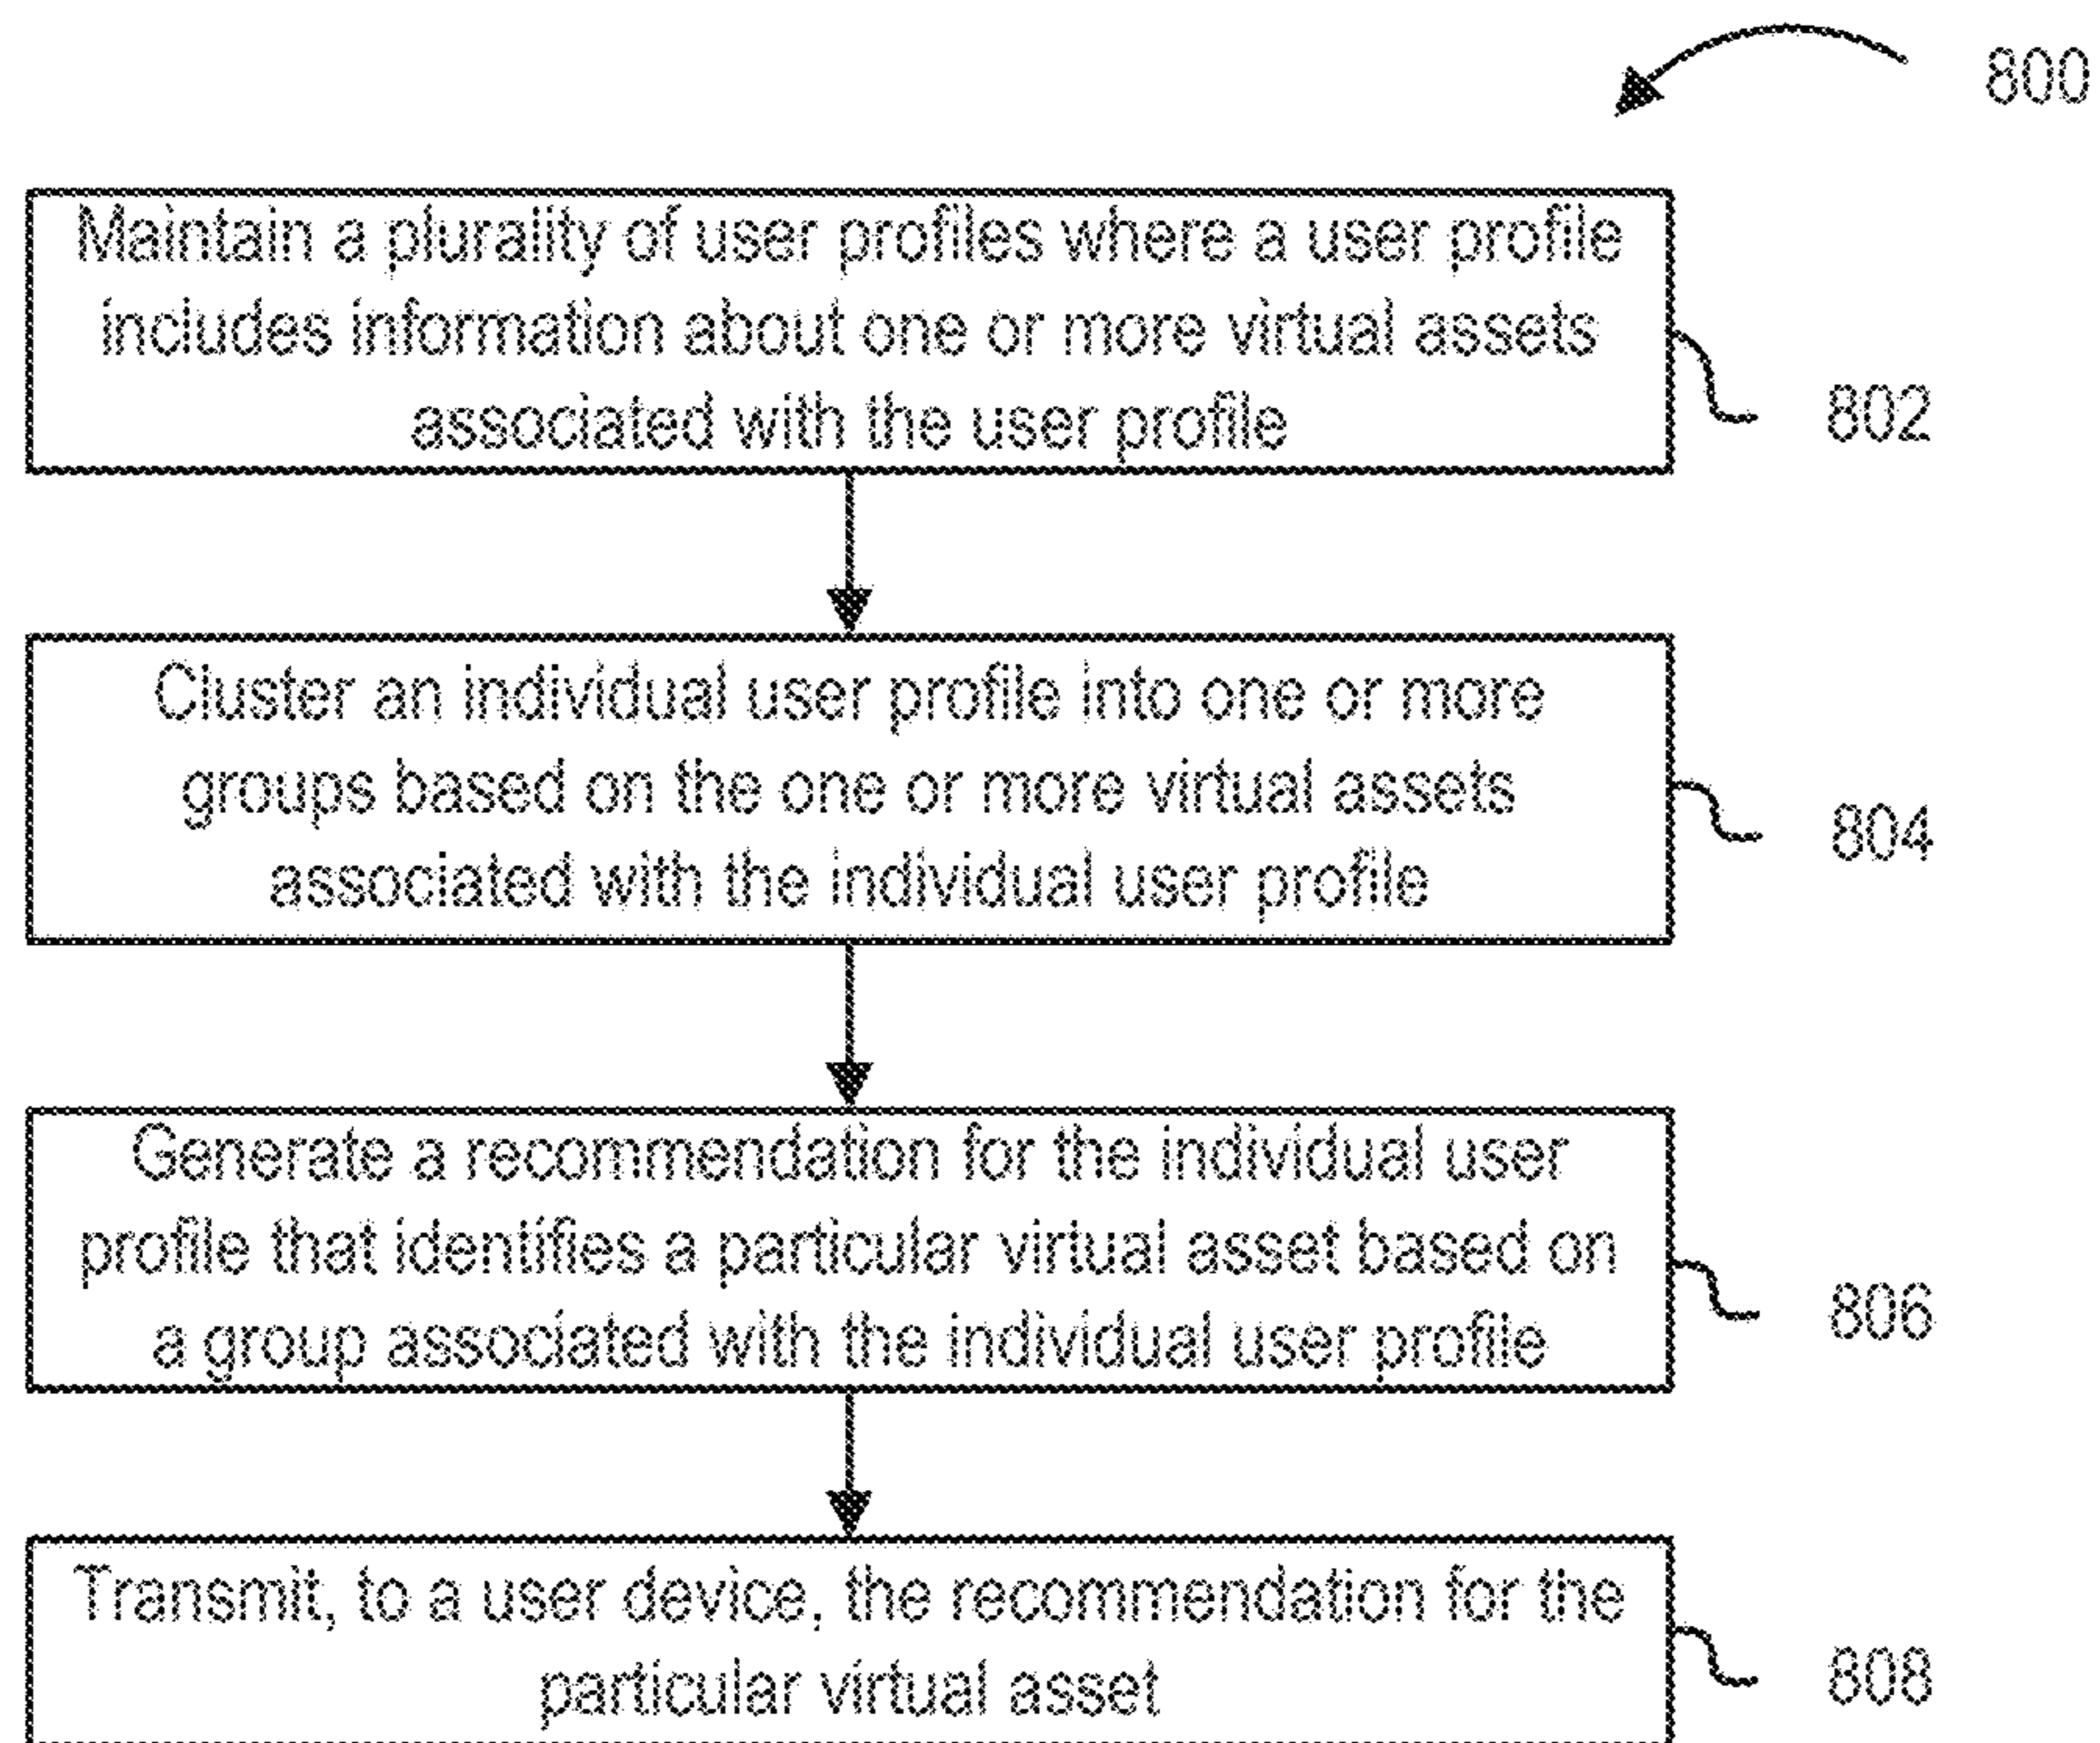 800
Maintain a plurality of user profiles where a user profile
includes information about one or more virtual assets
associated with the user profile
802
Cluster an individual user profile into one or more
groups based on the one or more virtual assets
associated with the individual user profile
804
Generate a recommendation for the individual user
profile that identifies a particular virtual asset based on
a group associated with the individual user profile
806
Transmit, to a user device, the recommendation for the
particular virtual asset
808